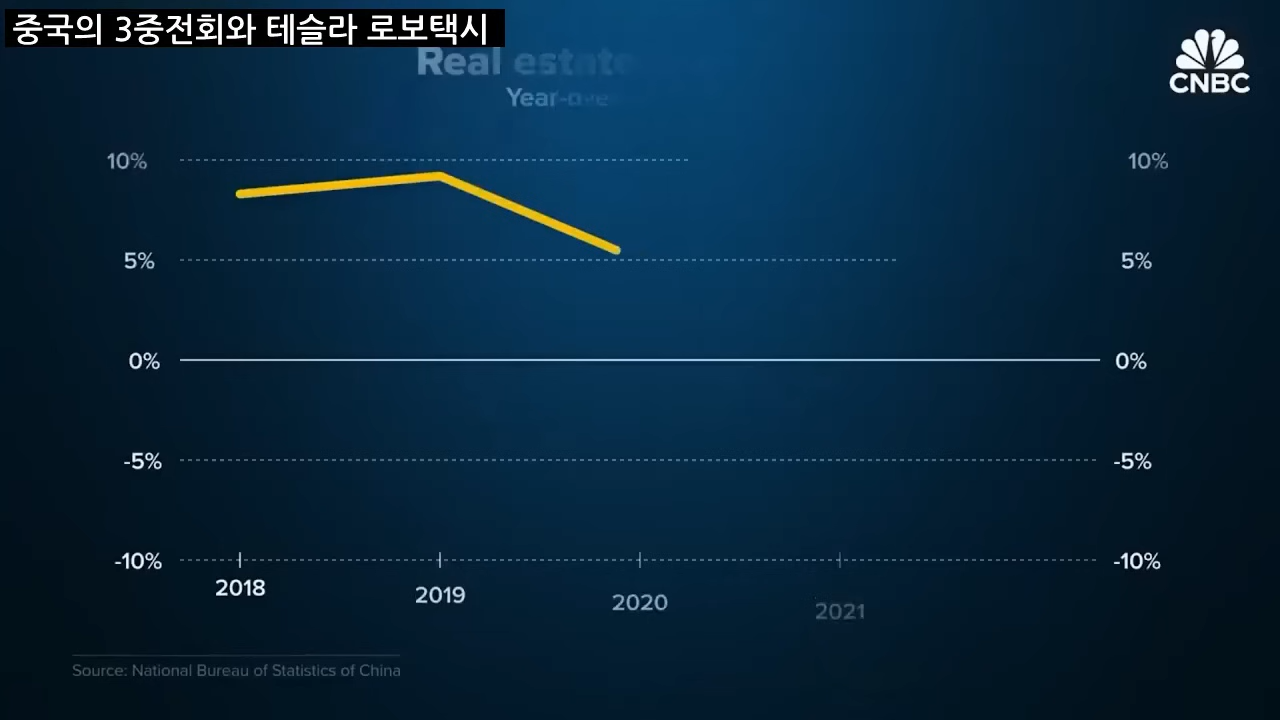 중국의 3중전회와 테슬라 로보택시
Real estate
CNBC
10% 10%
5% 5%
0% 0%
-5% -5%
-10% -10%
2018 2019 2020 2021
Source: National Bureau of Statistics of China